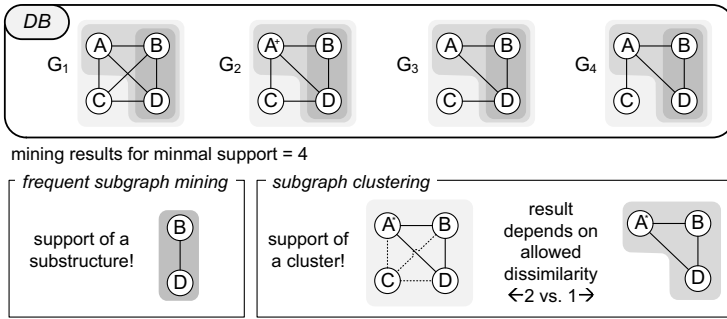 DB
A B A⁺ B A B A B
G₁ G₂ G₃ G₄
C D C D C D C D
mining results for minmal support = 4
frequent subgraph mining
support of a
substructure!
B
D
subgraph clustering
support of
a cluster!
A* B
C D
result
depends on
allowed
dissimilarity
←2 vs. 1→
A* B
D